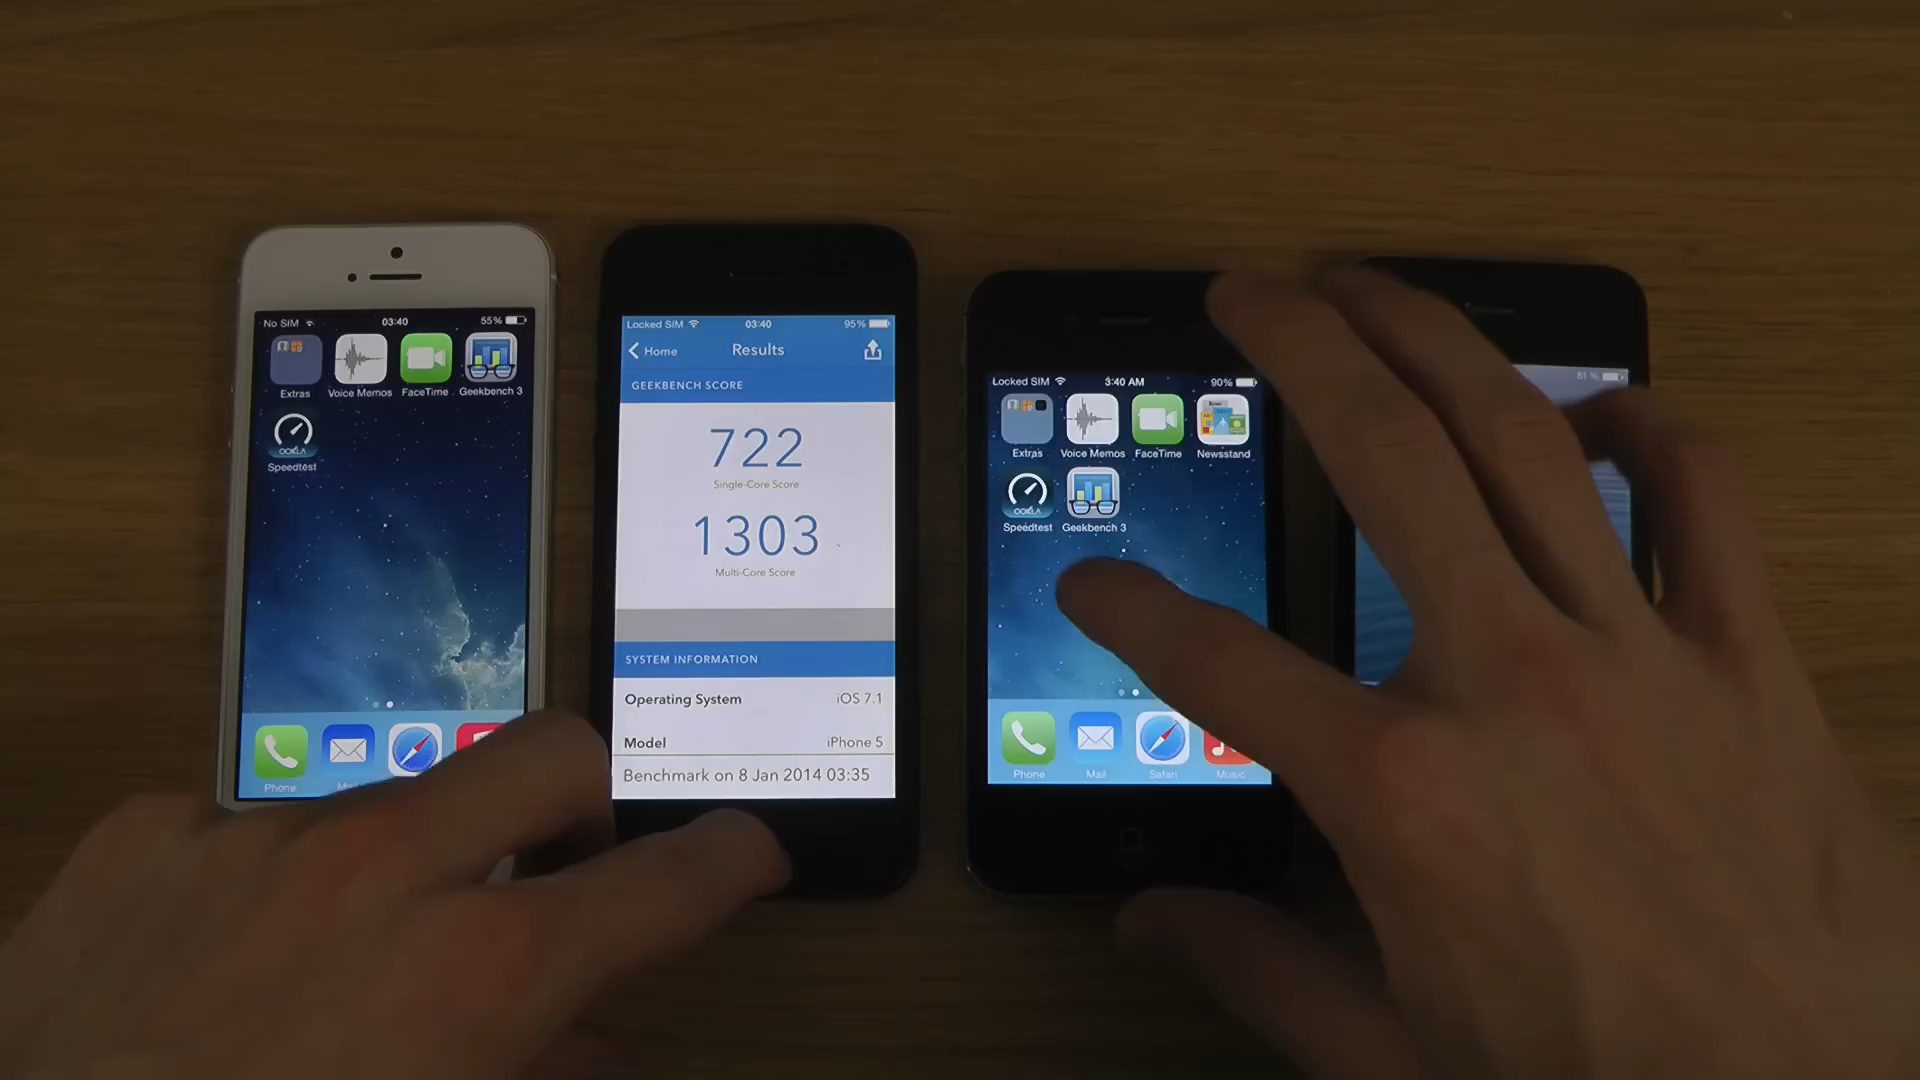 No SIM 03:40 55%
Extras Voice Memos FaceTime Geekbench 3
OOKLA
Speedtest
Phone
Locked SIM 03:40 95%
Home Results
GEEKBENCH SCORE
722
Single-Core Score
1303
Multi-Core Score
SYSTEM INFORMATION
Operating System iOS 7.1
Model iPhone 5
Benchmark on 8 Jan 2014 03:35
Locked SIM 3:40 AM 90%
Extras Voice Memos FaceTime Newsstand
OOKLA
Speedtest Geekbench 3
Phone Mail Safari Music
81 %